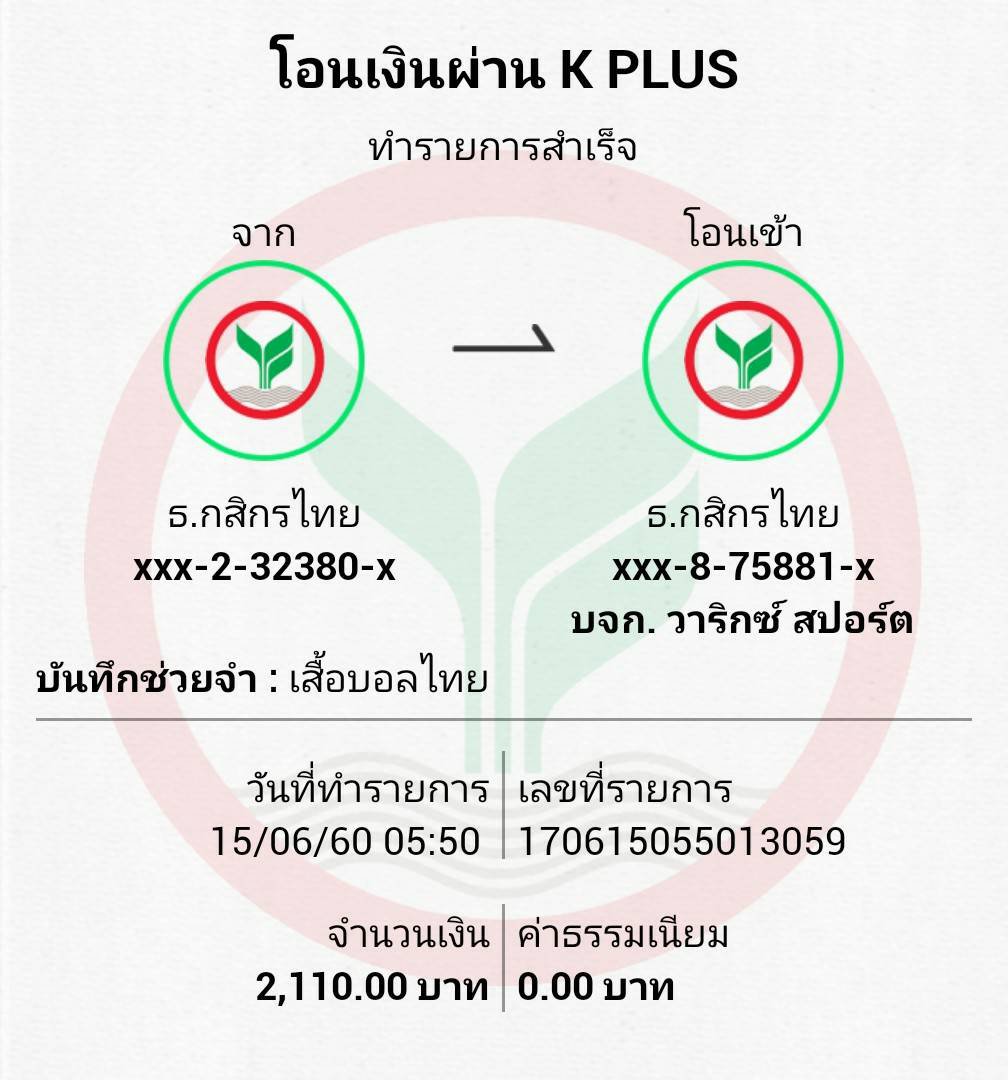 โอนเงินผ่าน K PLUS
ทำรายการสำเร็จ
จาก
โอนเข้า
ธ.กสิกรไทย
xxx-2-32380-x
ธ.กสิกรไทย
xxx-8-75881-x
บจก. วาริกซ์ สปอร์ต
บันทึกช่วยจำ : เสื้อบอลไทย
วันที่ทำรายการ
15/06/60 05:50
เลขที่รายการ
170615055013059
จำนวนเงิน
2,110.00 บาท
ค่าธรรมเนียม
0.00 บาท